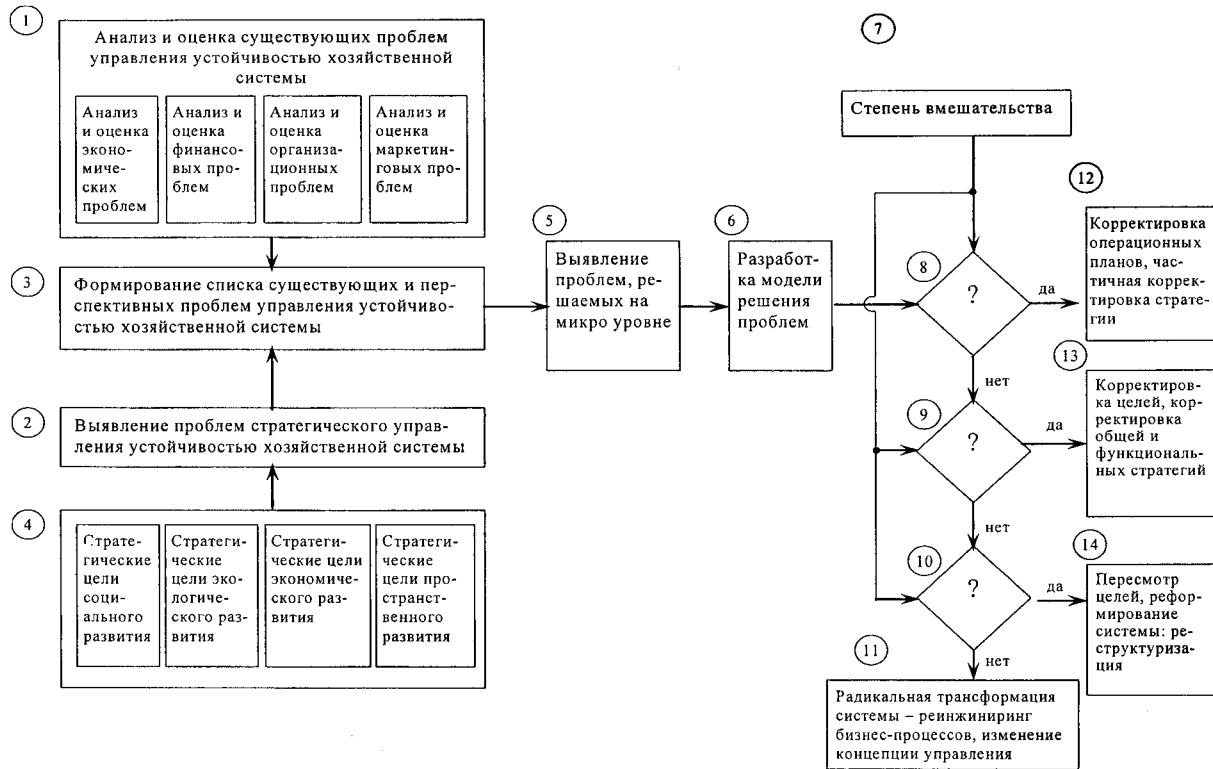 1
Анализ и оценка существующих проблем
управления устойчивостью хозяйственной
системы
Анализ
и оценка
эконо-
мичес-
ких
проблем
Анализ и
оценка
финансо-
вых про-
блем
Анализ и
оценка
организа-
ционных
проблем
Анализ и
оценка
маркетин-
говых про-
блем
3
Формирование списка существующих и пер-
спективных проблем управления устойчиво-
стью хозяйственной системы
2
Выявление проблем стратегического управ-
ления устойчивостью хозяйственной системы
4
Страте-
гические
цели
соци-
ального
развития
Стратеги-
ческие
цели эко-
логическо-
го разви-
тия
Стратеги-
ческие цели
экономиче-
ского раз-
вития
Стратеги-
ческие
цели про-
странст-
венного
развития
5
Выявление
проблем, ре-
шаемых на
микро уровне
6
Разработ-
ка модели
решения
проблем
7
Степень вмешательства
8
?
да
нет
12
Корректировка
операционных
планов, час-
тичная коррек-
тировка страте-
гии
9
?
да
нет
13
Корректиров-
ка целей, кор-
ректировка
общей и
функциональ-
ных стратегий
10
?
да
нет
14
Пересмотр
целей, рефор-
мирование
системы: ре-
структуриза-
ция
11
Радикальная трансформация
системы – реинжиниринг
бизнес-процессов, изменение
концепции управления